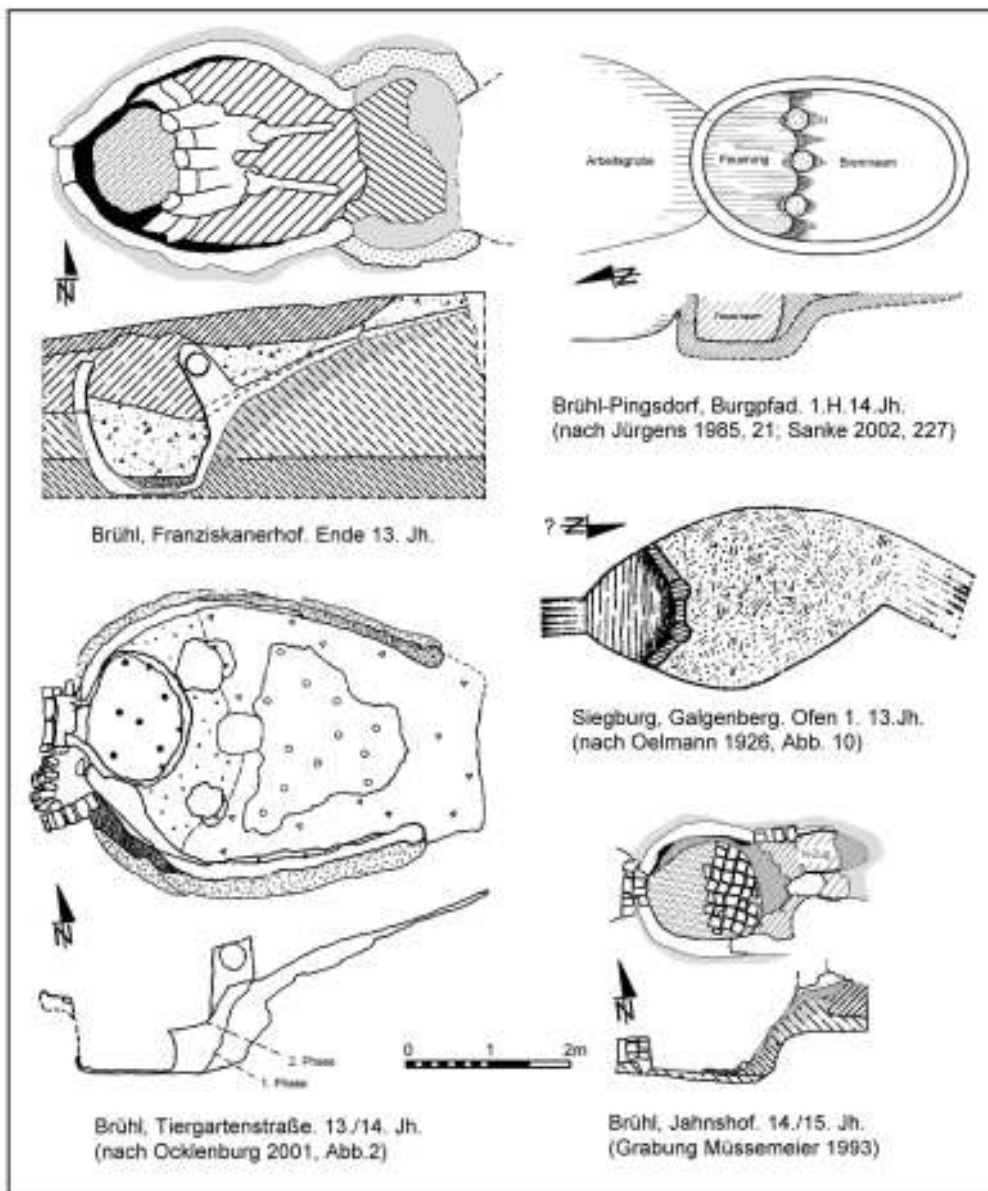 N
Brühl, Franziskanerhof. Ende 13. Jh.
Arbeitsgrube
Feuerung
Brennraum
N
Feuerraum
Brühl-Pingsdorf, Burgpfad. 1.H.14.Jh.
(nach Jürgens 1985, 21; Sanke 2002, 227)
? N
Siegburg, Galgenberg. Ofen 1. 13.Jh.
(nach Oelmann 1926, Abb. 10)
N
2. Phase
1. Phase
Brühl, Tiergartenstraße. 13./14. Jh.
(nach Ocklenburg 2001, Abb.2)
0 1 2m
N
Brühl, Jahnshof. 14./15. Jh.
(Grabung Müssemeier 1993)